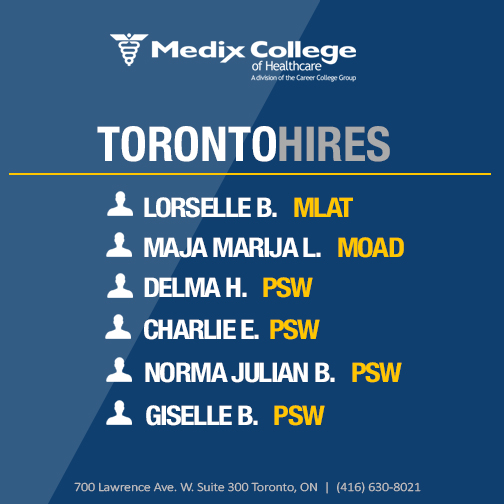 Medix College
of Healthcare
A division of the Career College Group
TORONTOHIRES
LORSELLE B. MLAT
MAJA MARIJA L. MOAD
DELMA H. PSW
CHARLIE E. PSW
NORMA JULIAN B. PSW
GISELLE B. PSW
700 Lawrence Ave. W. Suite 300 Toronto, ON | (416) 630-8021